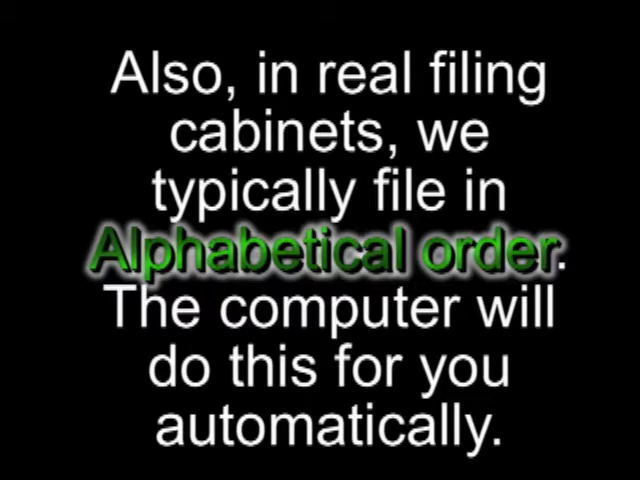 Also, in real filing
cabinets, we
typically file in
Alphabetical order.
The computer will
do this for you
automatically.